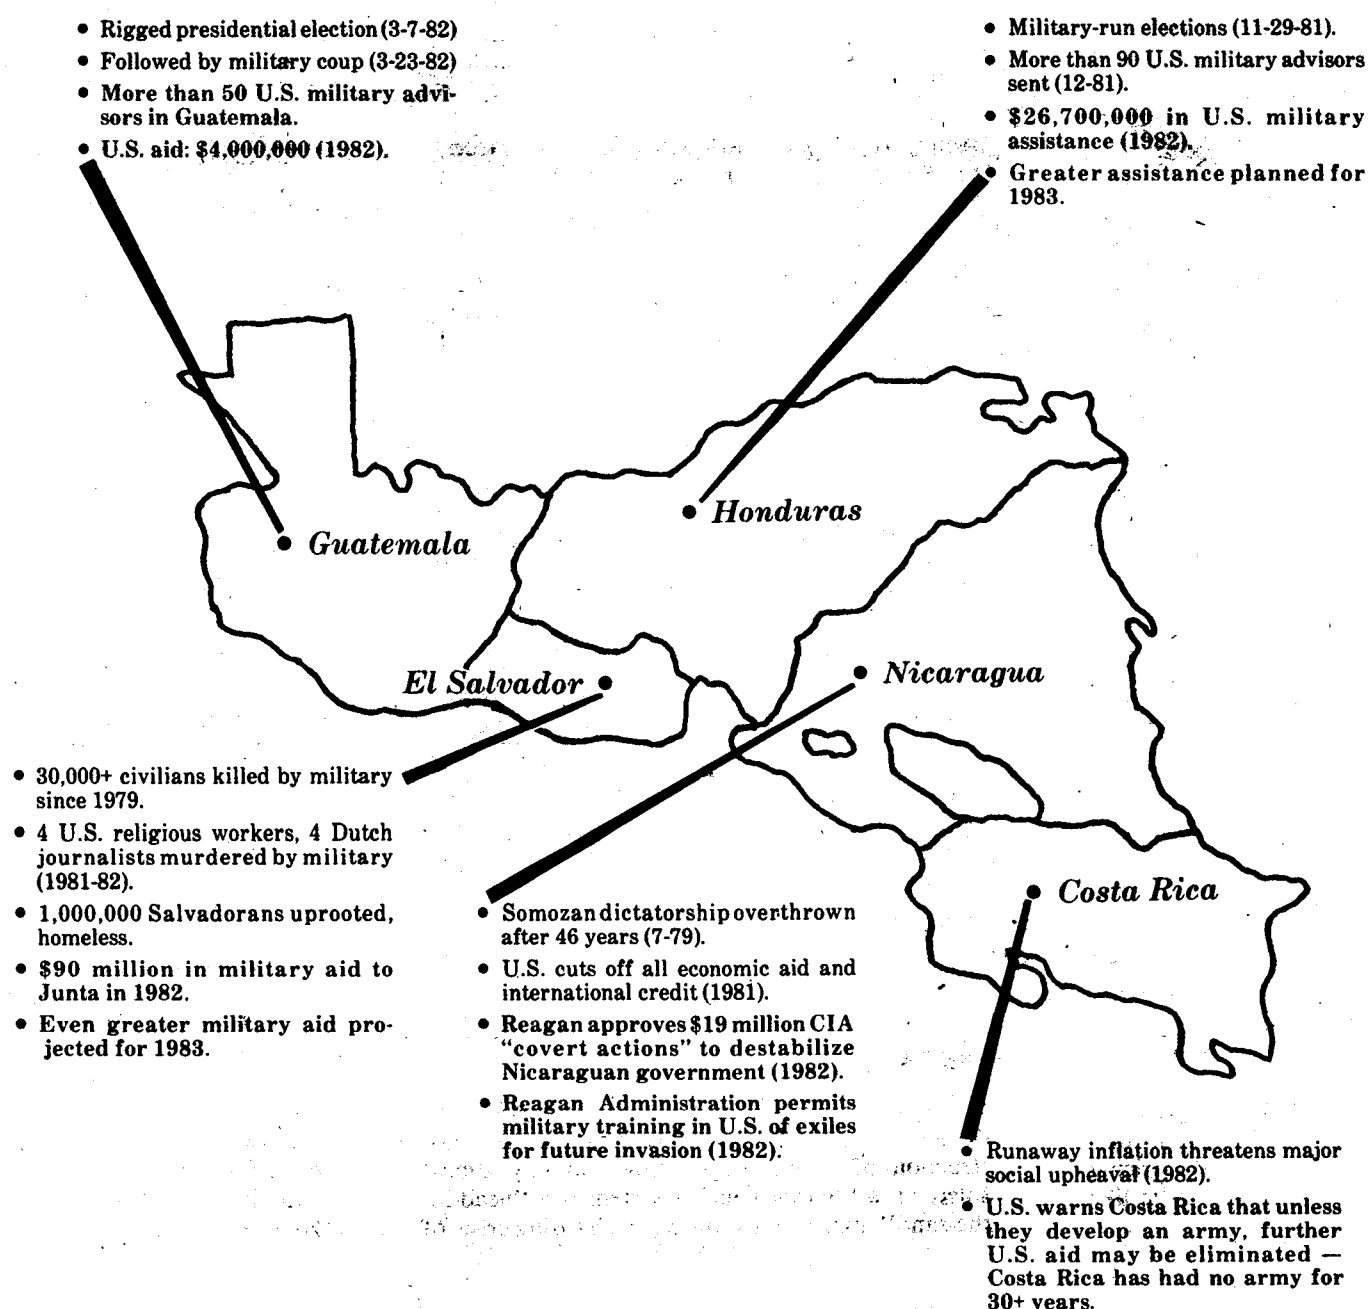 • Rigged presidential election (3-7-82)
• Followed by military coup (3-23-82)
• More than 50 U.S. military advi-
sors in Guatemala.
• U.S. aid: $4,000,000 (1982).
• Military-run elections (11-29-81).
• More than 90 U.S. military advisors
sent (12-81).
• $26,700,000 in U.S. military
assistance (1982).
• Greater assistance planned for
1983.
Honduras
Guatemala
El Salvador
Nicaragua
• 30,000+ civilians killed by military
since 1979.
• 4 U.S. religious workers, 4 Dutch
journalists murdered by military
(1981-82).
• 1,000,000 Salvadorans uprooted,
homeless.
• $90 million in military aid to
Junta in 1982.
• Even greater military aid pro-
jected for 1983.
Costa Rica
• Somozan dictatorship overthrown
after 46 years (7-79).
• U.S. cuts off all economic aid and
international credit (1981).
• Reagan approves $19 million CIA
"covert actions" to destabilize
Nicaraguan government (1982).
• Reagan Administration permits
military training in U.S. of exiles
for future invasion (1982).
• Runaway inflation threatens major
social upheaval (1982).
• U.S. warns Costa Rica that unless
they develop an army, further
U.S. aid may be eliminated —
Costa Rica has had no army for
30+ years.